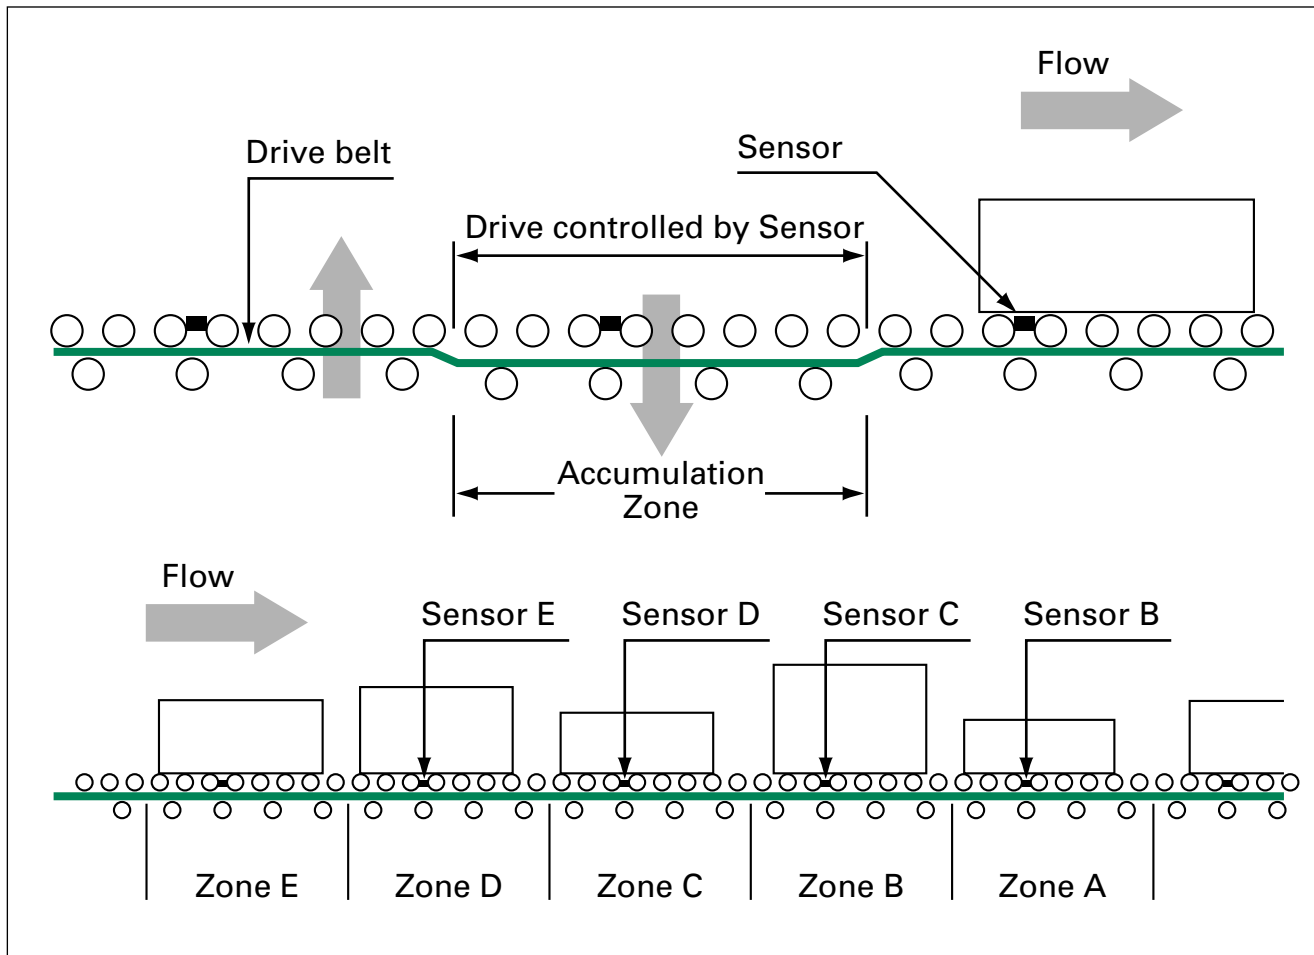 Flow
Drive belt
Sensor
Drive controlled by Sensor
Accumulation
Zone
Flow
Sensor E
Sensor D
Sensor C
Sensor B
Zone E
Zone D
Zone C
Zone B
Zone A